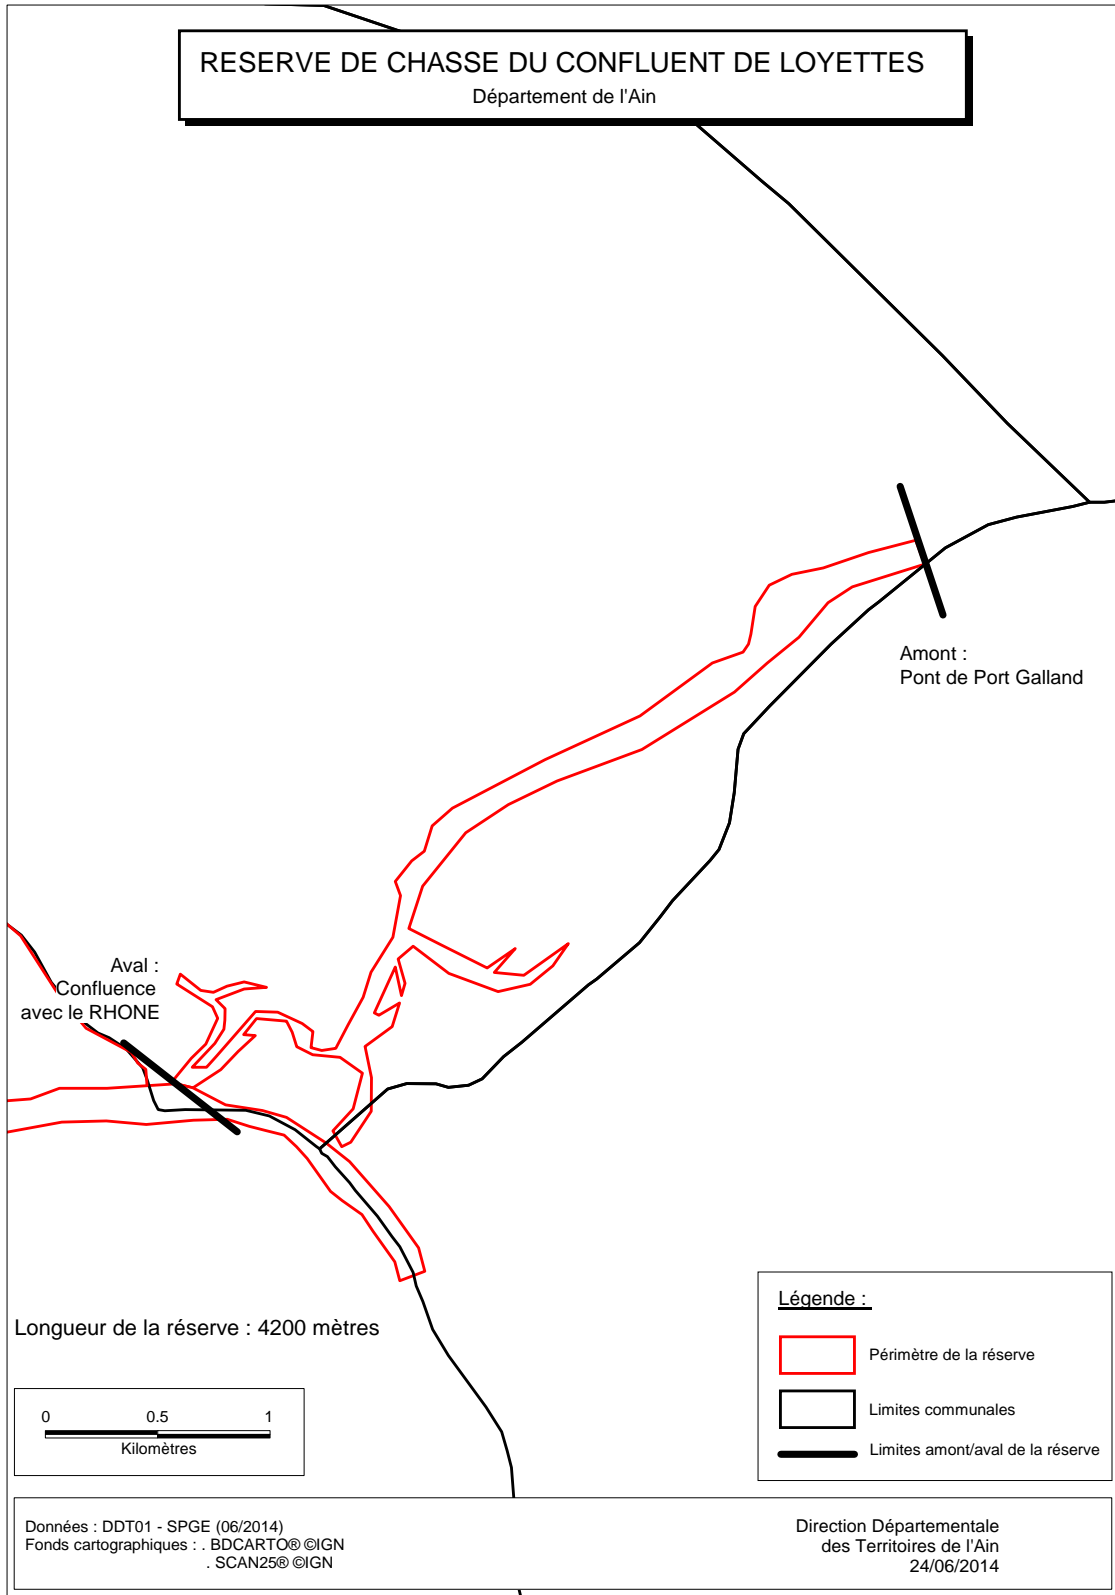 RESERVE DE CHASSE DU CONFLUENT DE LOYETTES
Département de l'Ain
Amont :
Pont de Port Galland
Aval :
Confluence
avec le RHONE
Longueur de la réserve : 4200 mètres
0 0.5 1
Kilomètres
Légende :
Périmètre de la réserve
Limites communales
Limites amont/aval de la réserve
Données : DDT01 - SPGE (06/2014)
Fonds cartographiques : . BDCARTO® ©IGN
. SCAN25® ©IGN
Direction Départementale
des Territoires de l'Ain
24/06/2014